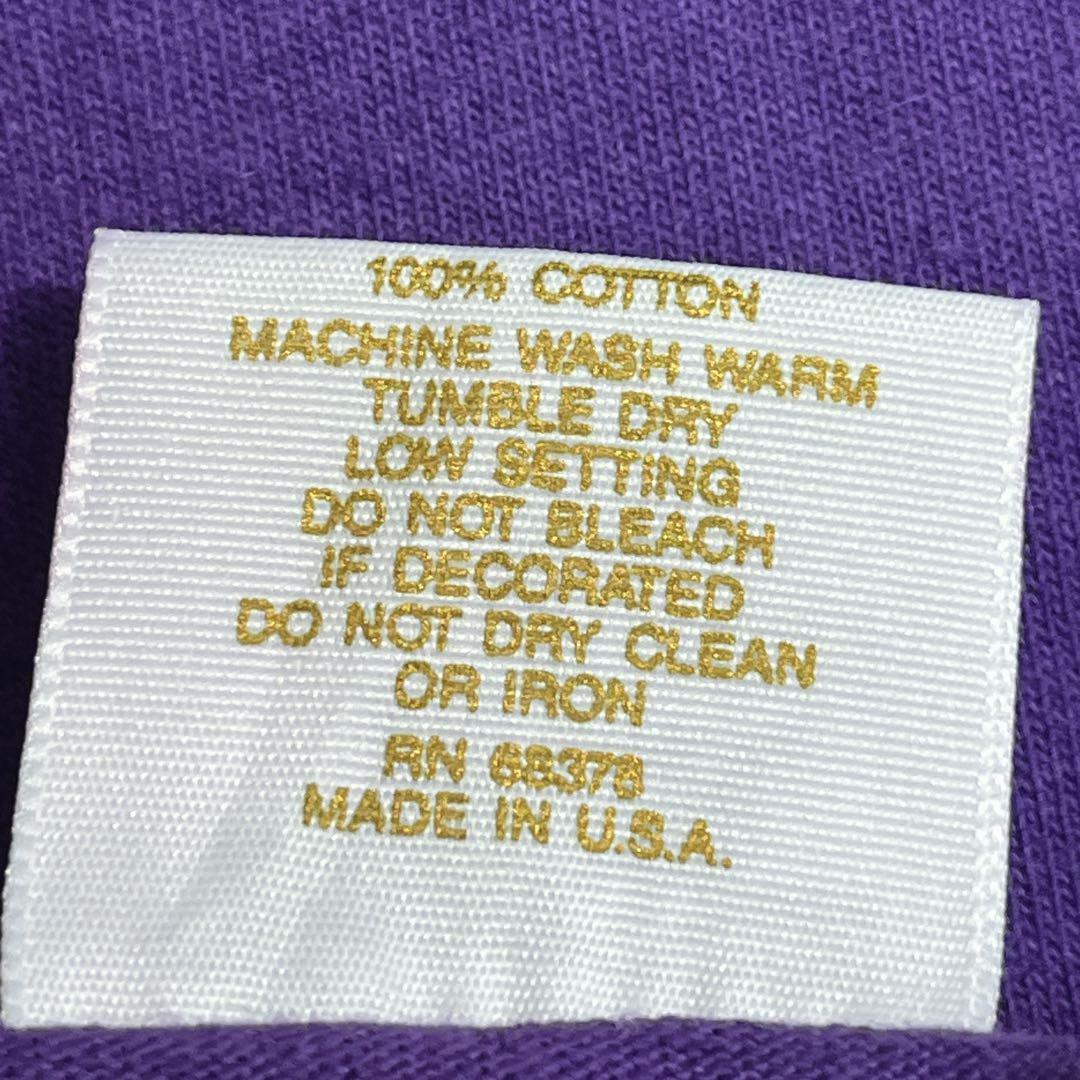 100% COTTON
MACHINE WASH WARM
TUMBLE DRY
LOW SETTING
DO NOT BLEACH
IF DECORATED
DO NOT DRY CLEAN
OR IRON
RN 68378
MADE IN U.S.A.